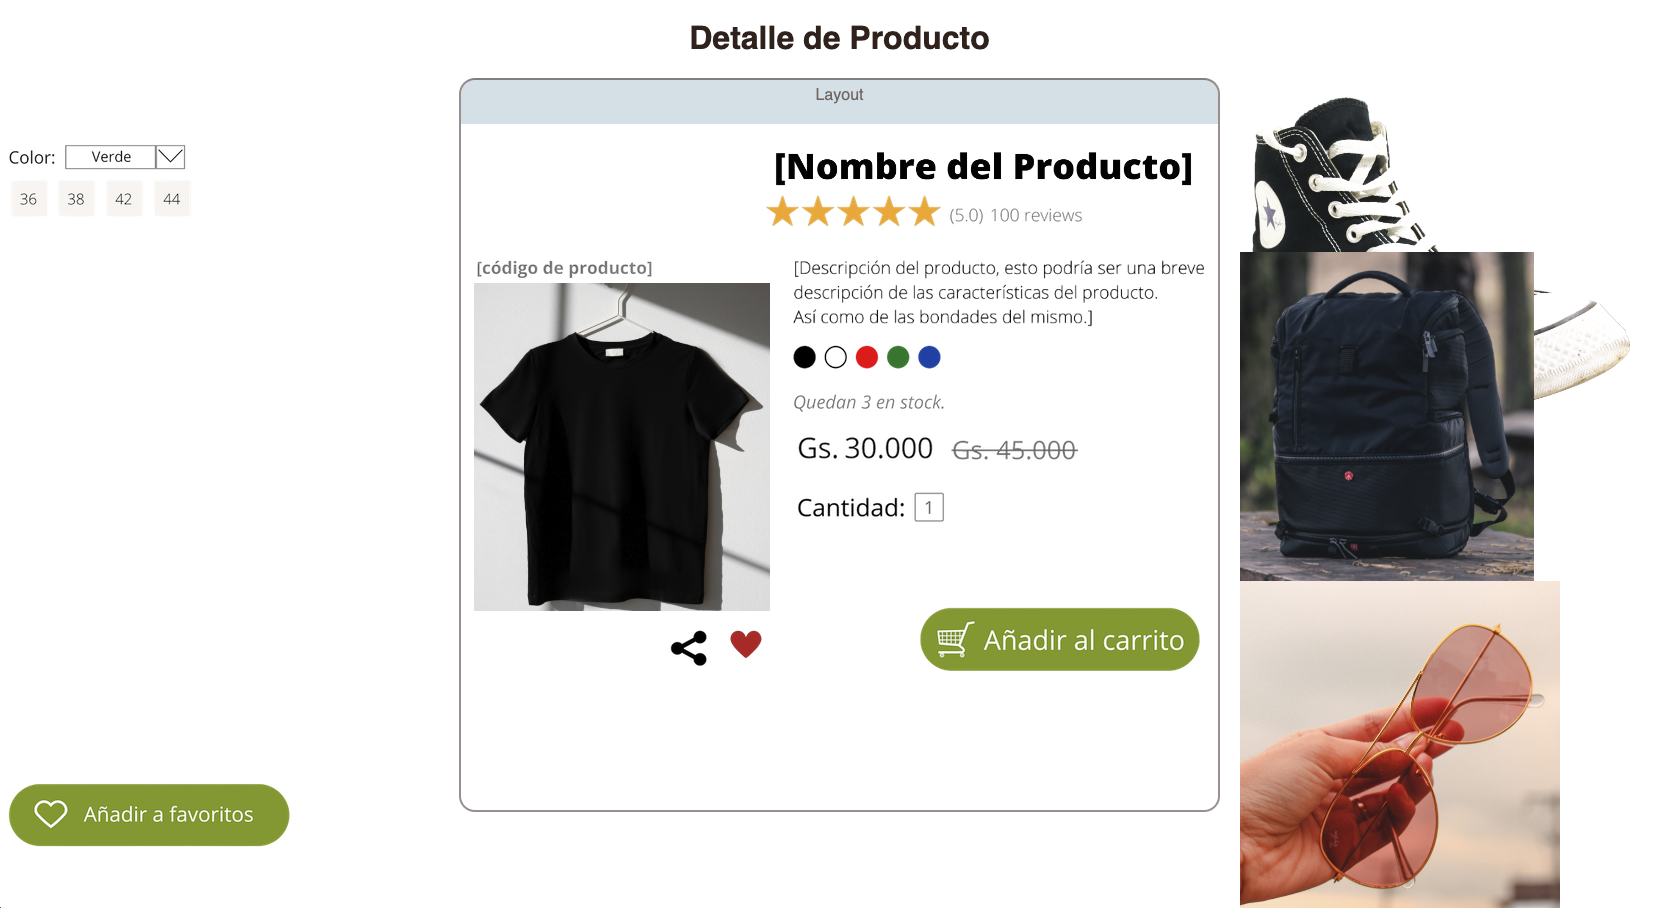 Detalle de Producto
Layout
Color: Verde
36 38 42 44
[Nombre del Producto]
(5.0) 100 reviews
[código de producto]
[Descripción del producto, esto podría ser una breve
descripción de las características del producto.
Así como de las bondades del mismo.]
Quedan 3 en stock.
Gs. 30.000 Gs. 45.000
Cantidad: 1
Añadir al carrito
Añadir a favoritos